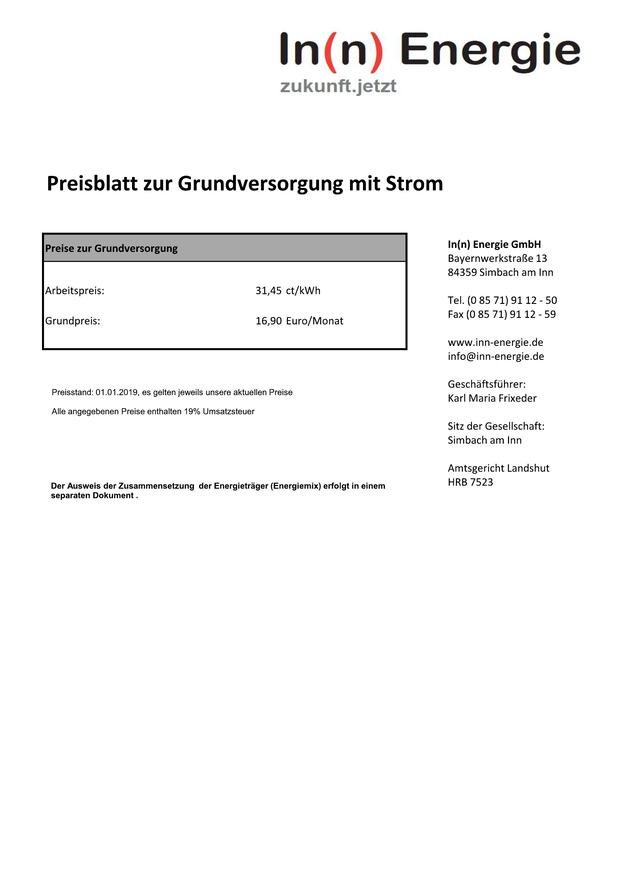 In(n) Energie
zukunft.jetzt
Preisblatt zur Grundversorgung mit Strom
Preise zur Grundversorgung
Arbeitspreis: 31,45 ct/kWh
Grundpreis: 16,90 Euro/Monat
Preisstand: 01.01.2019, es gelten jeweils unsere aktuellen Preise
Alle angegebenen Preise enthalten 19% Umsatzsteuer
Der Ausweis der Zusammensetzung der Energieträger (Energiemix) erfolgt in einem
separaten Dokument .
In(n) Energie GmbH
Bayernwerkstraße 13
84359 Simbach am Inn
Tel. (0 85 71) 91 12 - 50
Fax (0 85 71) 91 12 - 59
www.inn-energie.de
info@inn-energie.de
Geschäftsführer:
Karl Maria Frixeder
Sitz der Gesellschaft:
Simbach am Inn
Amtsgericht Landshut
HRB 7523